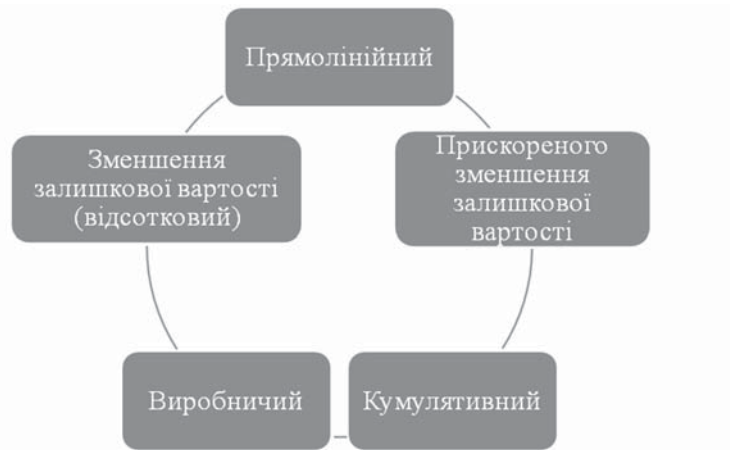 Прямолінійний
Зменшення
залишкової вартості
(відсотковий)
Прискореного
зменшення
залишкової
вартості
Виробничий
Кумулятивний